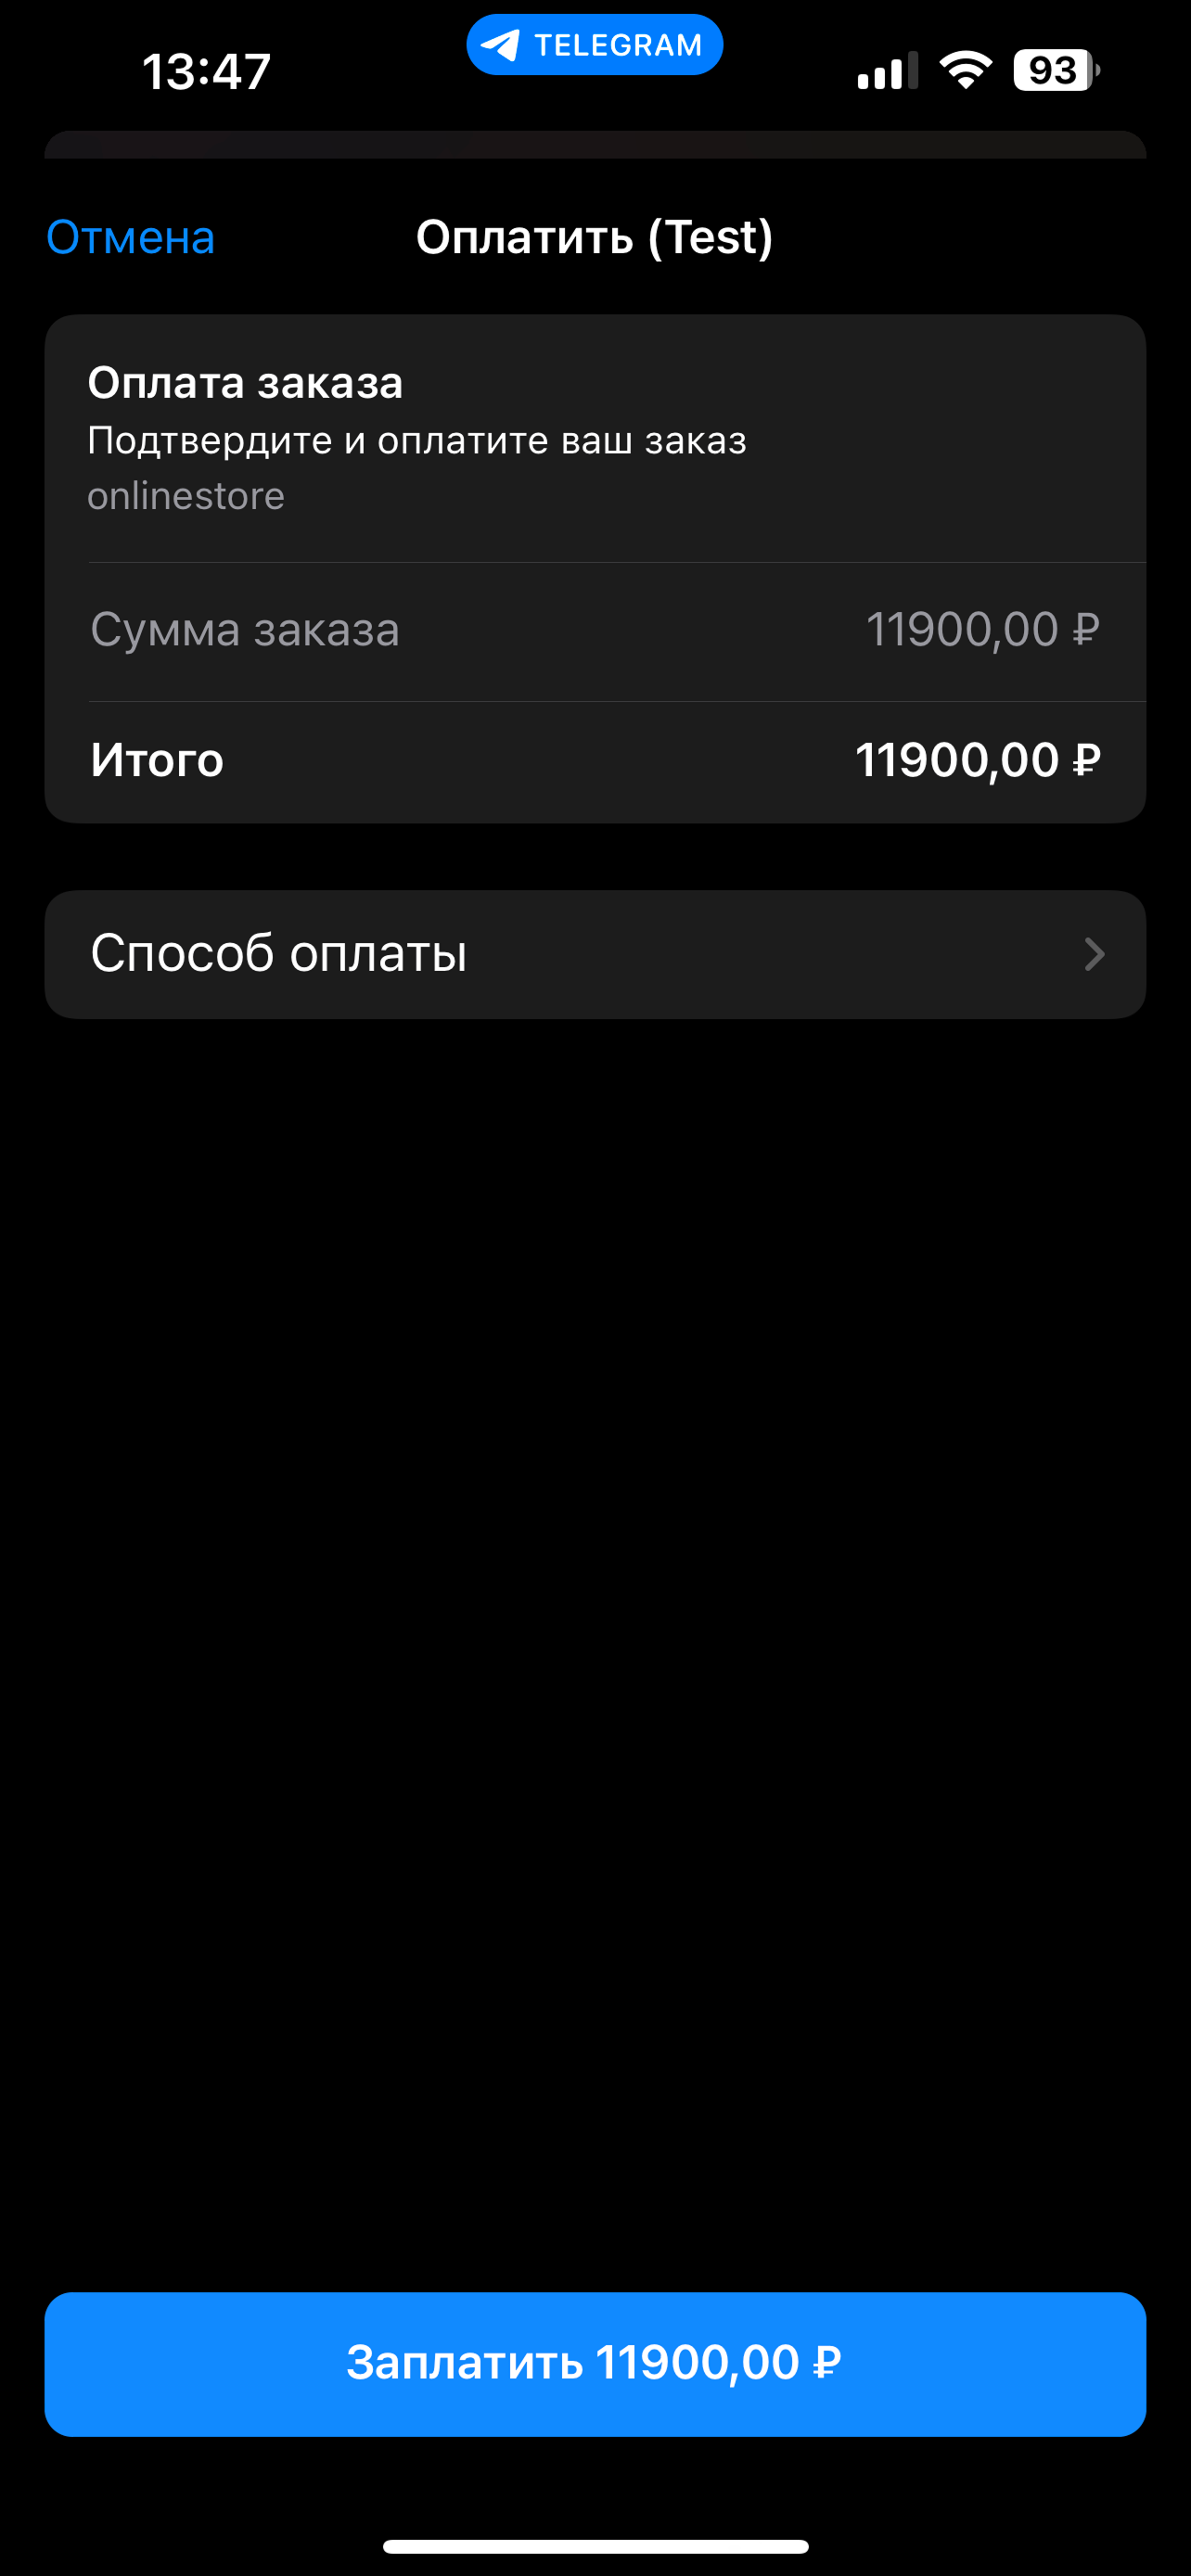 13:47
TELEGRAM
93
Отмена
Оплатить (Test)
Оплата заказа
Подтвердите и оплатите ваш заказ
onlinestore
Сумма заказа 11900,00 ₽
Итого 11900,00 ₽
Способ оплаты
Заплатить 11900,00 ₽